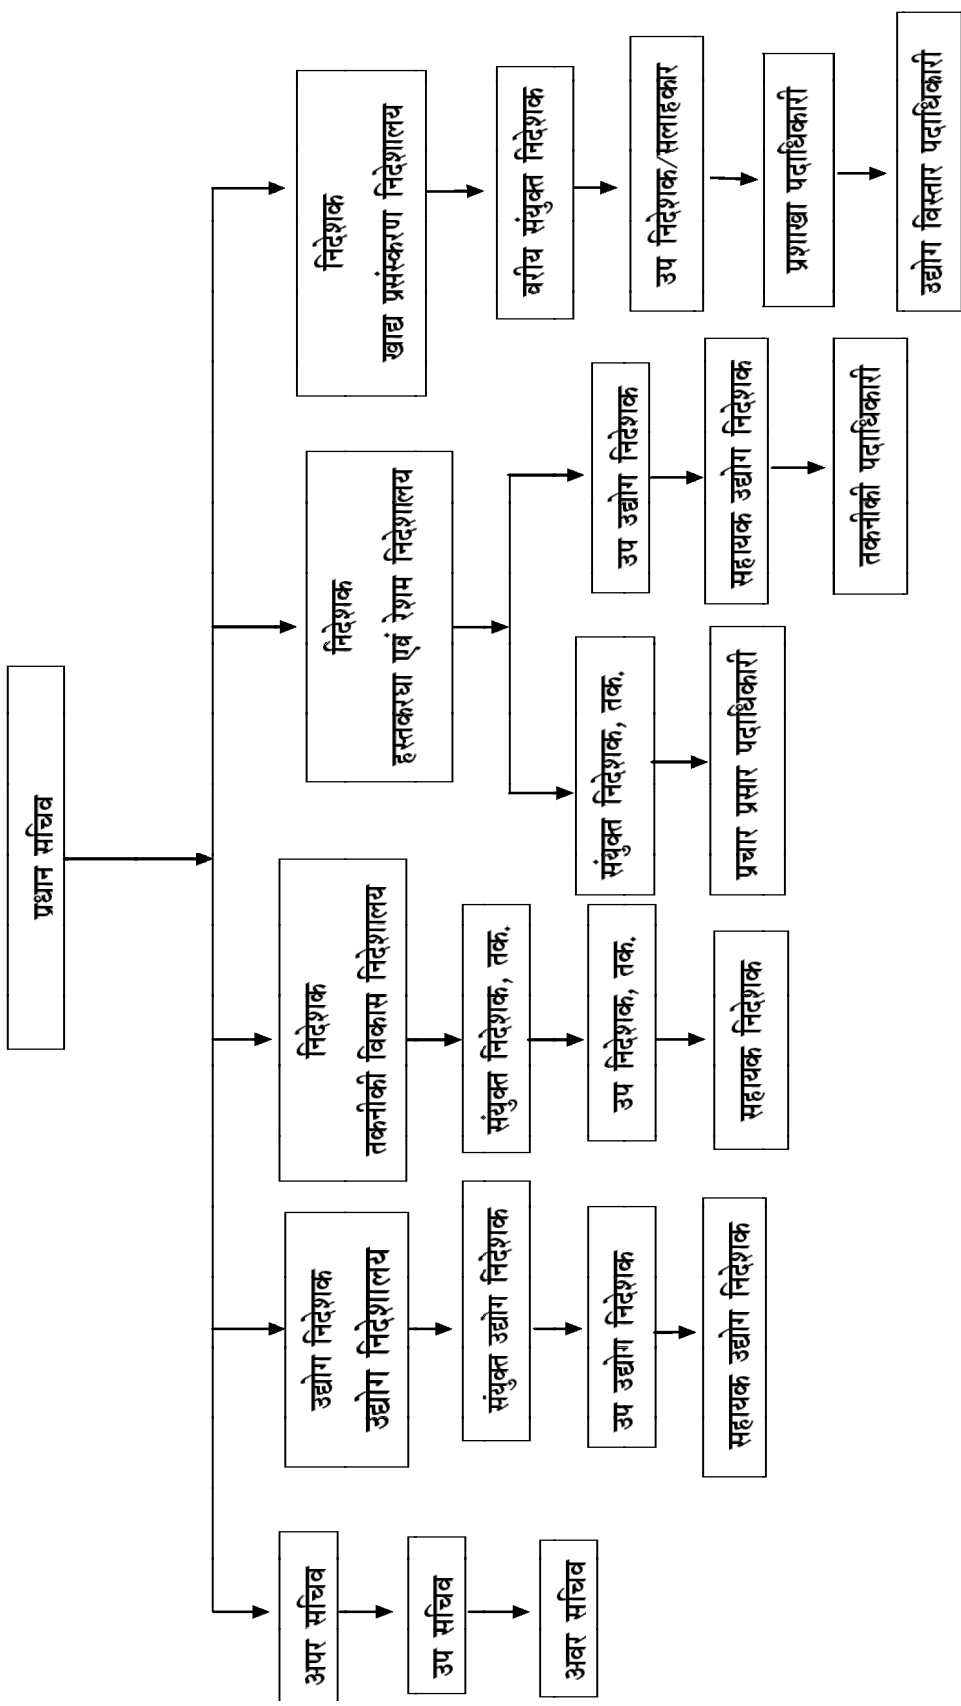 प्रधान सचिव
अपर सचिव
उप सचिव
अवर सचिव
उद्योग निदेशक
उद्योग निदेशालय
संयुक्त उद्योग निदेशक
उप उद्योग निदेशक
सहायक उद्योग निदेशक
निदेशक
तकनीकी विकास निदेशालय
संयुक्त निदेशक, तक.
उप निदेशक, तक.
सहायक निदेशक
निदेशक
हस्तकरघा एवं रेशम निदेशालय
संयुक्त निदेशक, तक.
प्रचार प्रसार पदाधिकारी
उप उद्योग निदेशक
सहायक उद्योग निदेशक
तकनीकी पदाधिकारी
निदेशक
खाद्य प्रसंस्करण निदेशालय
वरीय संयुक्त निदेशक
उप निदेशक/सलाहकार
प्रशाखा पदाधिकारी
उद्योग विस्तार पदाधिकारी